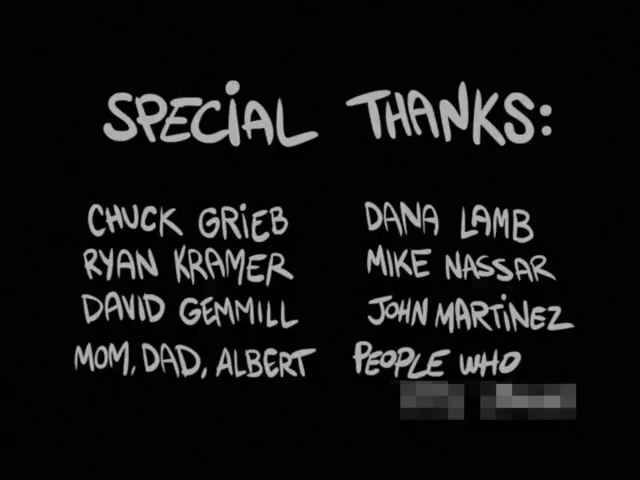 SPECIAL THANKS:
CHUCK GRIEB
RYAN KRAMER
DAVID GEMMILL
MOM, DAD, ALBERT
DANA LAMB
MIKE NASSAR
JOHN MARTINEZ
PEOPLE WHO